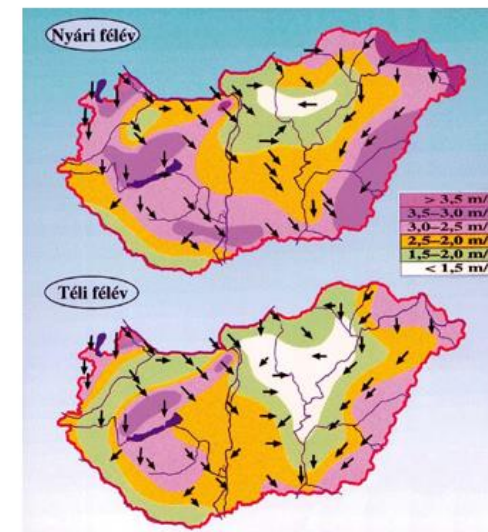 Nyári félév
> 3,5 m/
3,5–3,0 m/
3,0–2,5 m/
2,5–2,0 m/
1,5–2,0 m/
< 1,5 m/
Téli félév